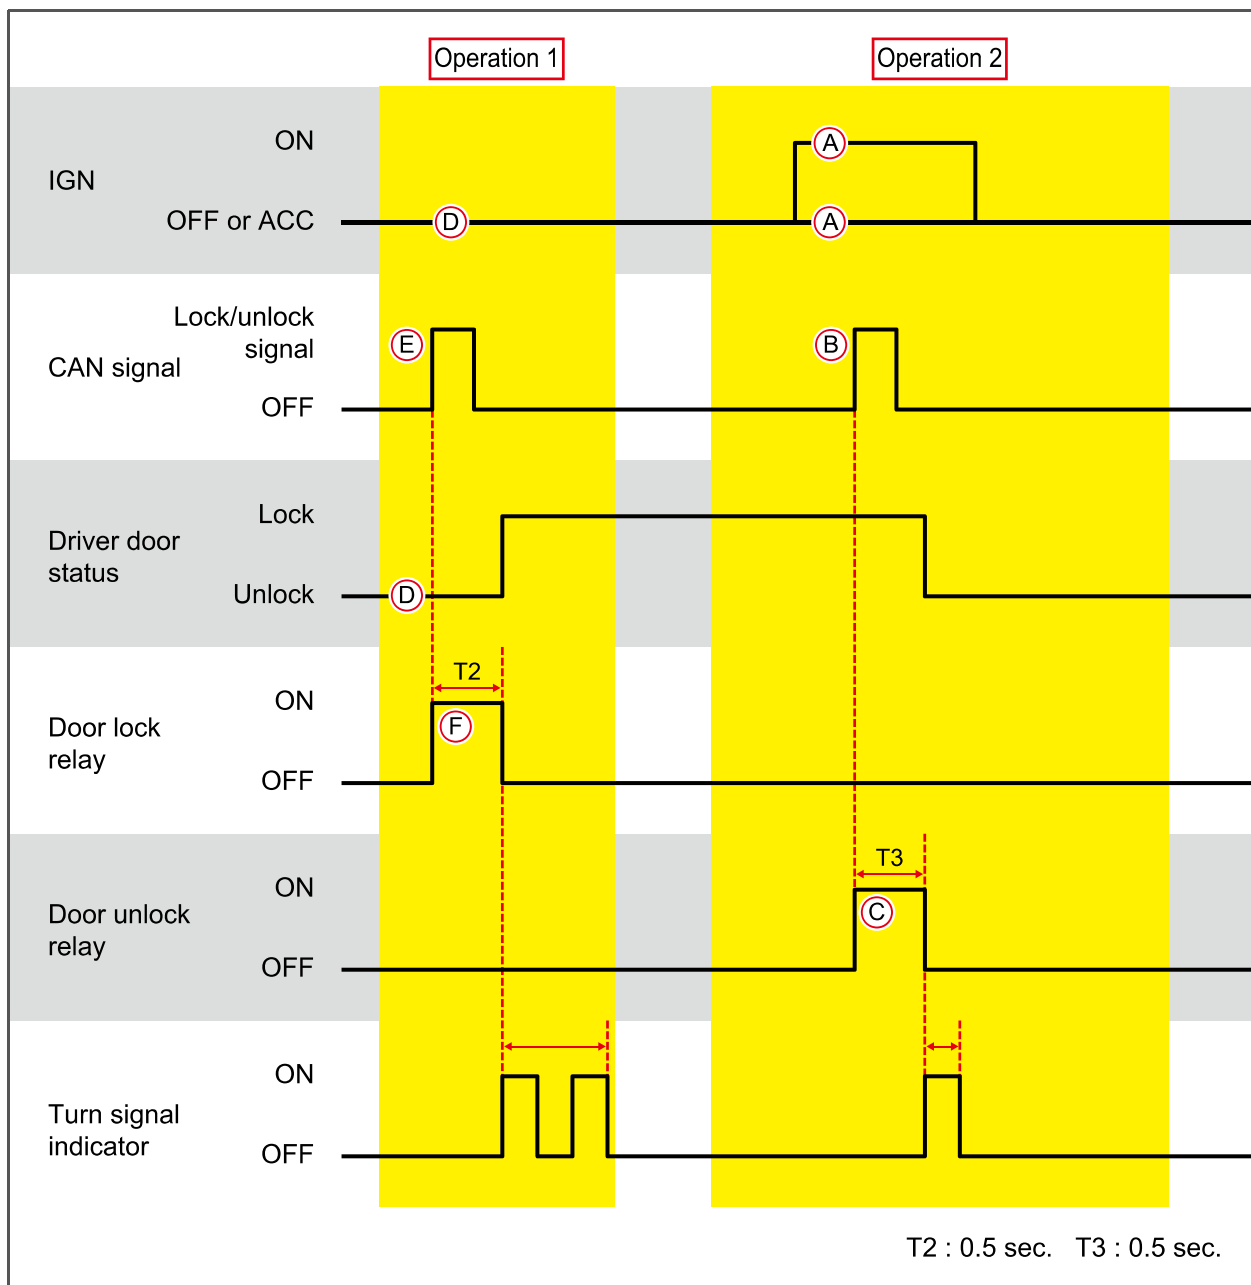 Operation 1
Operation 2
IGN
ON
A
OFF or ACC
D
A
CAN signal
Lock/unlock
signal
E
B
OFF
Driver door
status
Lock
Unlock
D
Door lock
relay
T2
ON
F
OFF
Door unlock
relay
T3
ON
C
OFF
Turn signal
indicator
ON
OFF
T2 : 0.5 sec. T3 : 0.5 sec.